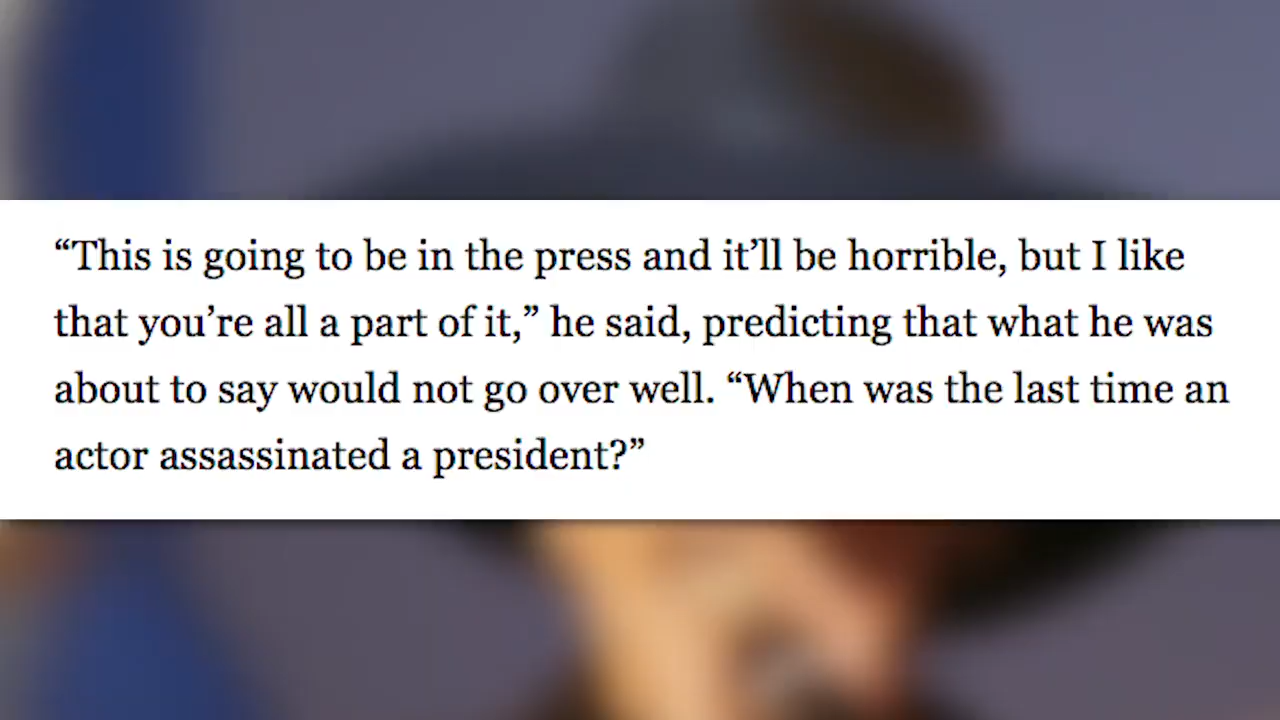 “This is going to be in the press and it’ll be horrible, but I like
that you’re all a part of it,” he said, predicting that what he was
about to say would not go over well. “When was the last time an
actor assassinated a president?”